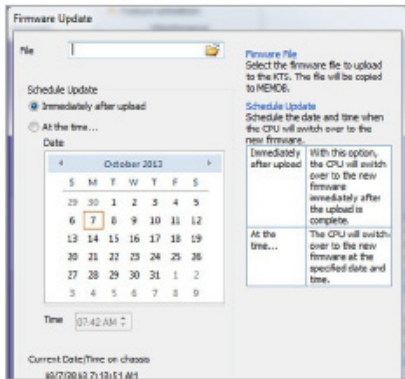 Firmware Update
File
Firmware File
Select the firmware file to upload
to the KTS. The file will be copied
to MEMDB.
Schedule Update
Immediately after upload
At the time...
Date
October 2013
S M T W T F S
29 30 1 2 3 4 5
6 7 8 9 10 11 12
13 14 15 16 17 18 19
20 21 22 23 24 25 26
27 28 29 30 31 1 2
3 4 5 6 7 8 9
Time 07:42 AM
Current Date/Time on chassis
Schedule Update
Schedule the date and time when
the CPU will switch over to the
new firmware.
Immediately
after upload
With this option,
the CPU will
switch over to the
new firmware
immediately after
the upload is
complete.
At the
time...
The CPU will switch
over to the new
firmware at the
specified date and
time.